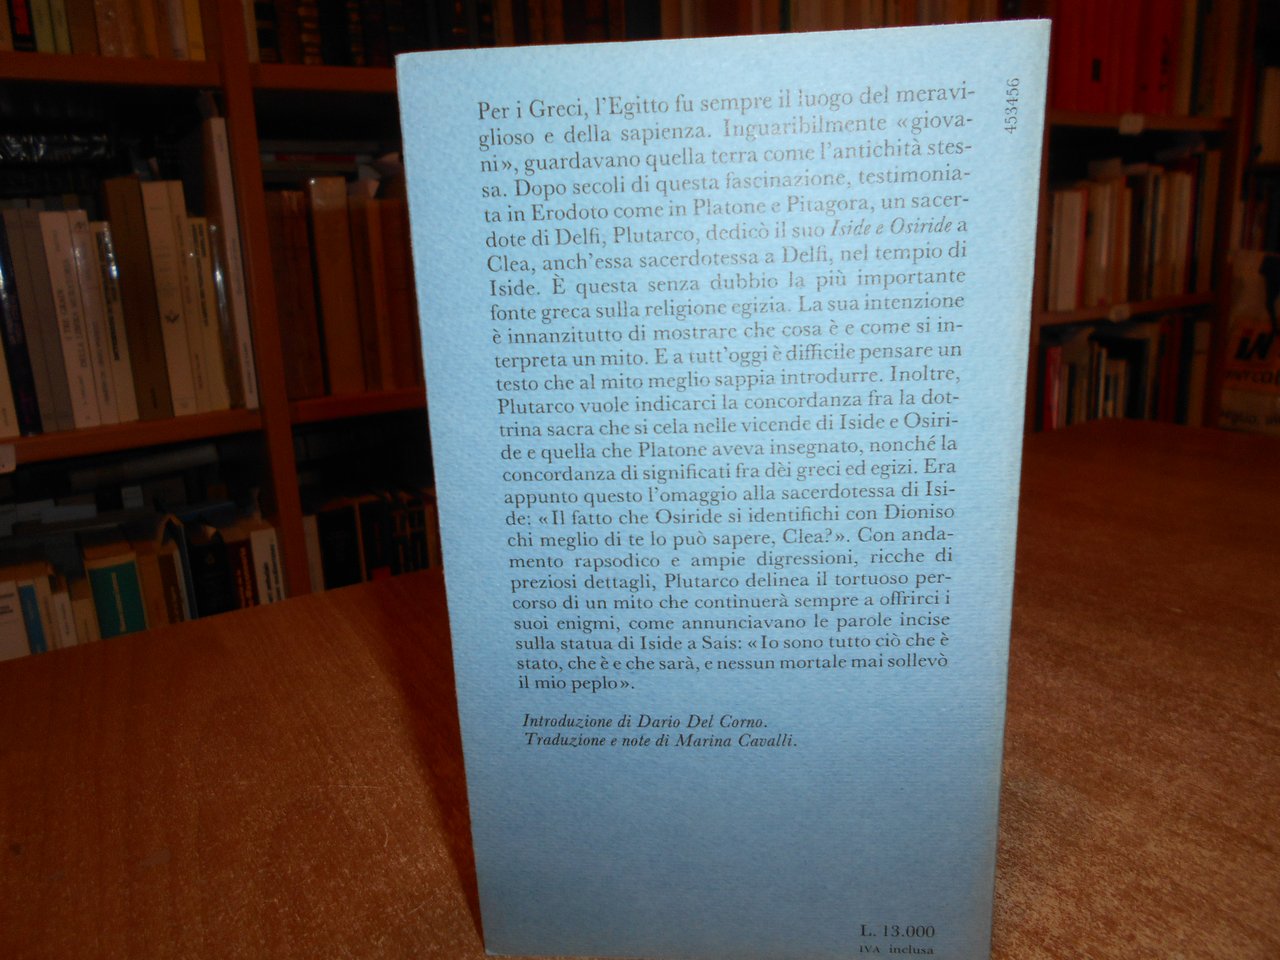 Per i Greci, l'Egitto fu sempre il luogo del meravi-
glioso e della sapienza. Inguaribilmente «giova-
ni», guardavano quella terra come l'antichità stes-
sa. Dopo secoli di questa fascinazione, testimonia-
ta in Erodoto come in Platone e Pitagora, un sacer-
dote di Delfi, Plutarco, dedicò il suo Iside e Osiride a
Clea, anch'essa sacerdotessa a Delfi, nel tempio di
Iside. È questa senza dubbio la più importante
fonte greca sulla religione egizia. La sua intenzione
è innanzitutto di mostrare che cosa è e come si in-
terpreta un mito. E a tutt'oggi è difficile pensare un
testo che al mito meglio sappia introdurre. Inoltre,
Plutarco vuole indicarci la concordanza fra la dot-
trina sacra che si cela nelle vicende di Iside e Osiri-
de e quella che Platone aveva insegnato, nonché la
concordanza di significati fra dèi greci ed egizi. Era
appunto questo l'omaggio alla sacerdotessa di Isi-
de: «Il fatto che Osiride si identifichi con Dioniso
chi meglio di te lo può sapere, Clea?». Con anda-
mento rapsodico e ampie digressioni, ricche di
preziosi dettagli, Plutarco delinea il tortuoso per-
corso di un mito che continuerà sempre a offrirci i
suoi enigmi, come annunciavano le parole incise
sulla statua di Iside a Sais: «Io sono tutto ciò che è
stato, che è e che sarà, e nessun mortale mai sollevò
il mio peplo».
Introduzione di Dario Del Corno.
Traduzione e note di Marina Cavalli.
453456
L. 13.000
IVA inclusa